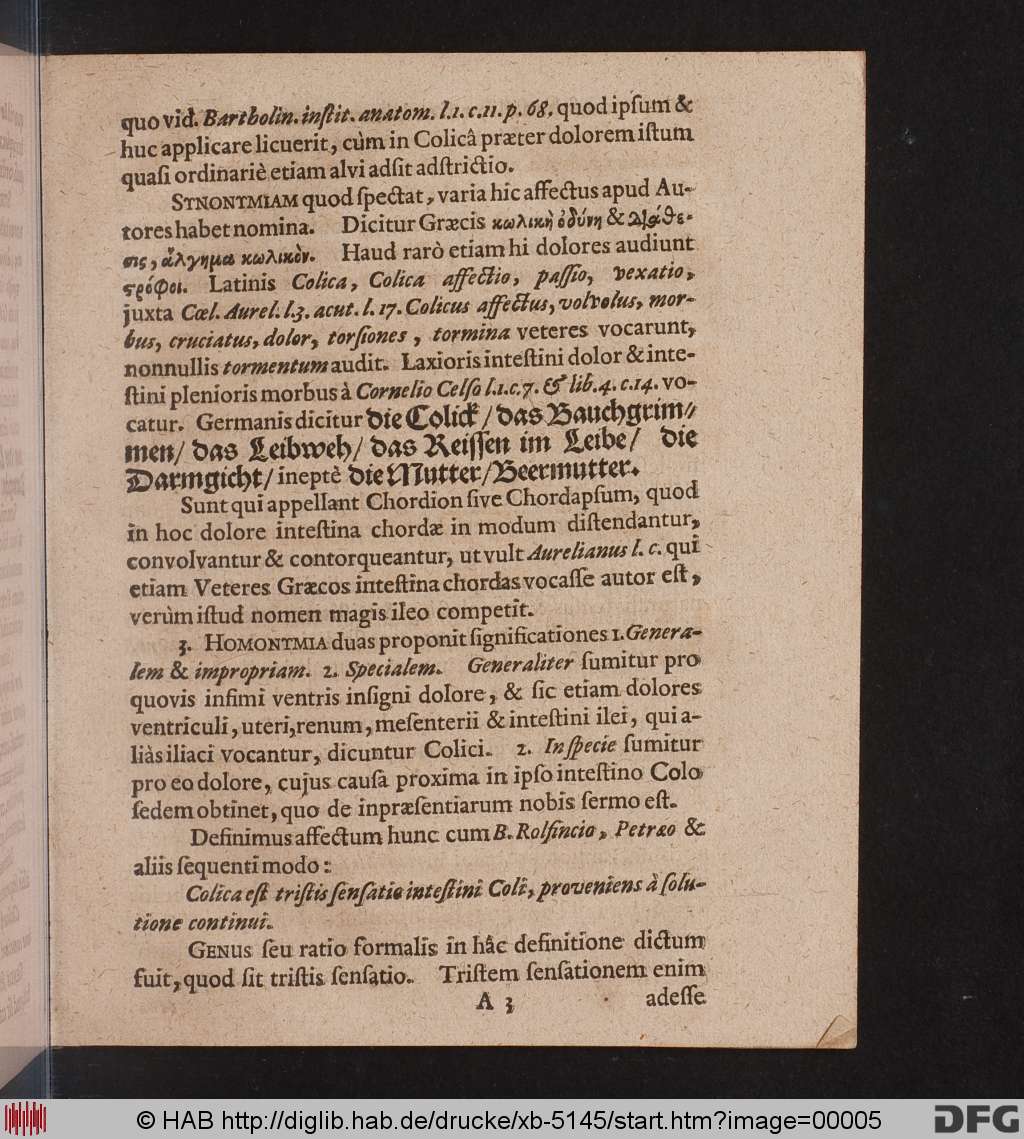 quo vid. Bartholin. inſtit. anatom. l.1. c.11. p. 68. quod ipſum &
huc applicare licuerit, cùm in Colicâ præter dolorem iſtum
quaſi ordinariè etiam alvi adſit adſtrictio.
SYNONYMIAM quod ſpectat, varia hic affectus apud Au-
tores habet nomina. Dicitur Græcis κωλικὴ ὀδύνη & διάθε-
σις, ἄλγημα κωλικὸν. Haud rarò etiam hi dolores audiunt
ςρόφοι. Latinis Colica, Colica affectio, paſſio, vexatio,
juxta Cœl. Aurel. l.3. acut. l. 17. Colicus affectus, volvolus, mor-
bus, cruciatus, dolor, torſiones, tormina veteres vocarunt,
nonnullis tormentum audit. Laxioris inteſtini dolor & inte-
ſtini plenioris morbus à Cornelio Celſo l.1. c.7. & lib. 4. c.14. vo-
catur. Germanis dicitur die Colick/ das Bauchgrim-
men/ das Leibweh/ das Reiſſen im Leibe/ die
Darmgicht/ ineptè die Mutter/ Beermutter.
Sunt qui appellant Chordion ſive Chordapſum, quod
in hoc dolore inteſtina chordæ in modum diſtendantur,
convolvantur & contorqueantur, ut vult Aurelianus l. c. qui
etiam Veteres Græcos inteſtina chordas vocaſſe autor eſt,
verùm iſtud nomen magis ileo competit.
3. HOMONYMIA duas proponit ſignificationes 1. Genera-
lem & impropriam. 2. Specialem. Generaliter ſumitur pro
quovis infimi ventris inſigni dolore, & ſic etiam dolores
ventriculi, uteri, renum, meſenterii & inteſtini ilei, qui a-
liàs iliaci vocantur, dicuntur Colici. 2. In ſpecie ſumitur
pro eo dolore, cujus cauſa proxima in ipſo inteſtino Colo
ſedem obtinet, quo de inpræſentiarum nobis ſermo eſt.
Definimus affectum hunc cum B. Rolfincio, Petræo &
aliis ſequenti modo:
Colica eſt triſtis ſenſatio inteſtini Coli, proveniens à ſolu-
tione continui.
GENUS ſeu ratio formalis in hâc definitione dictum
fuit, quod ſit triſtis ſenſatio. Triſtem ſenſationem enim
A 3 adeſſe
© HAB http://diglib.hab.de/drucke/xb-5145/start.htm?image=00005
DFG